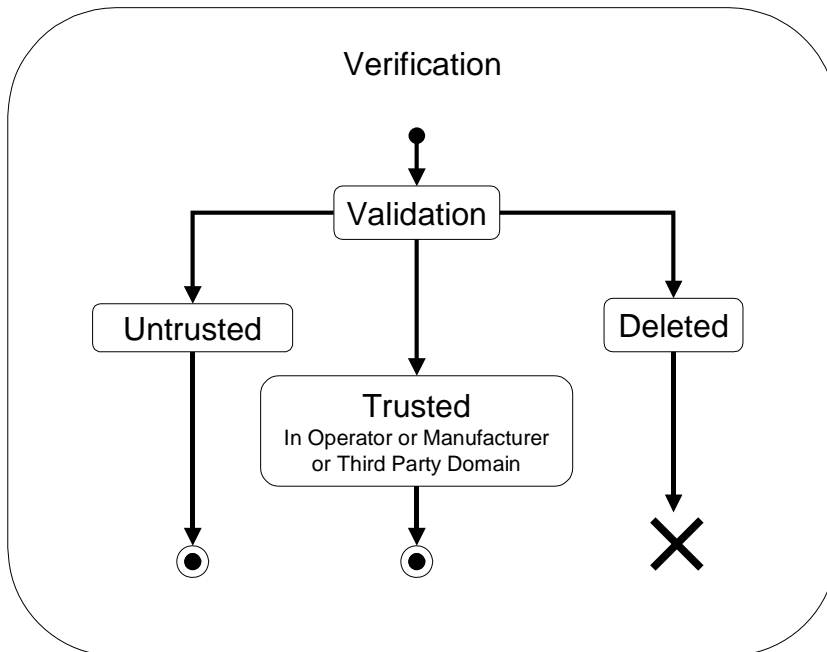 Verification
Validation
Untrusted
Deleted
Trusted
In Operator or Manufacturer
or Third Party Domain